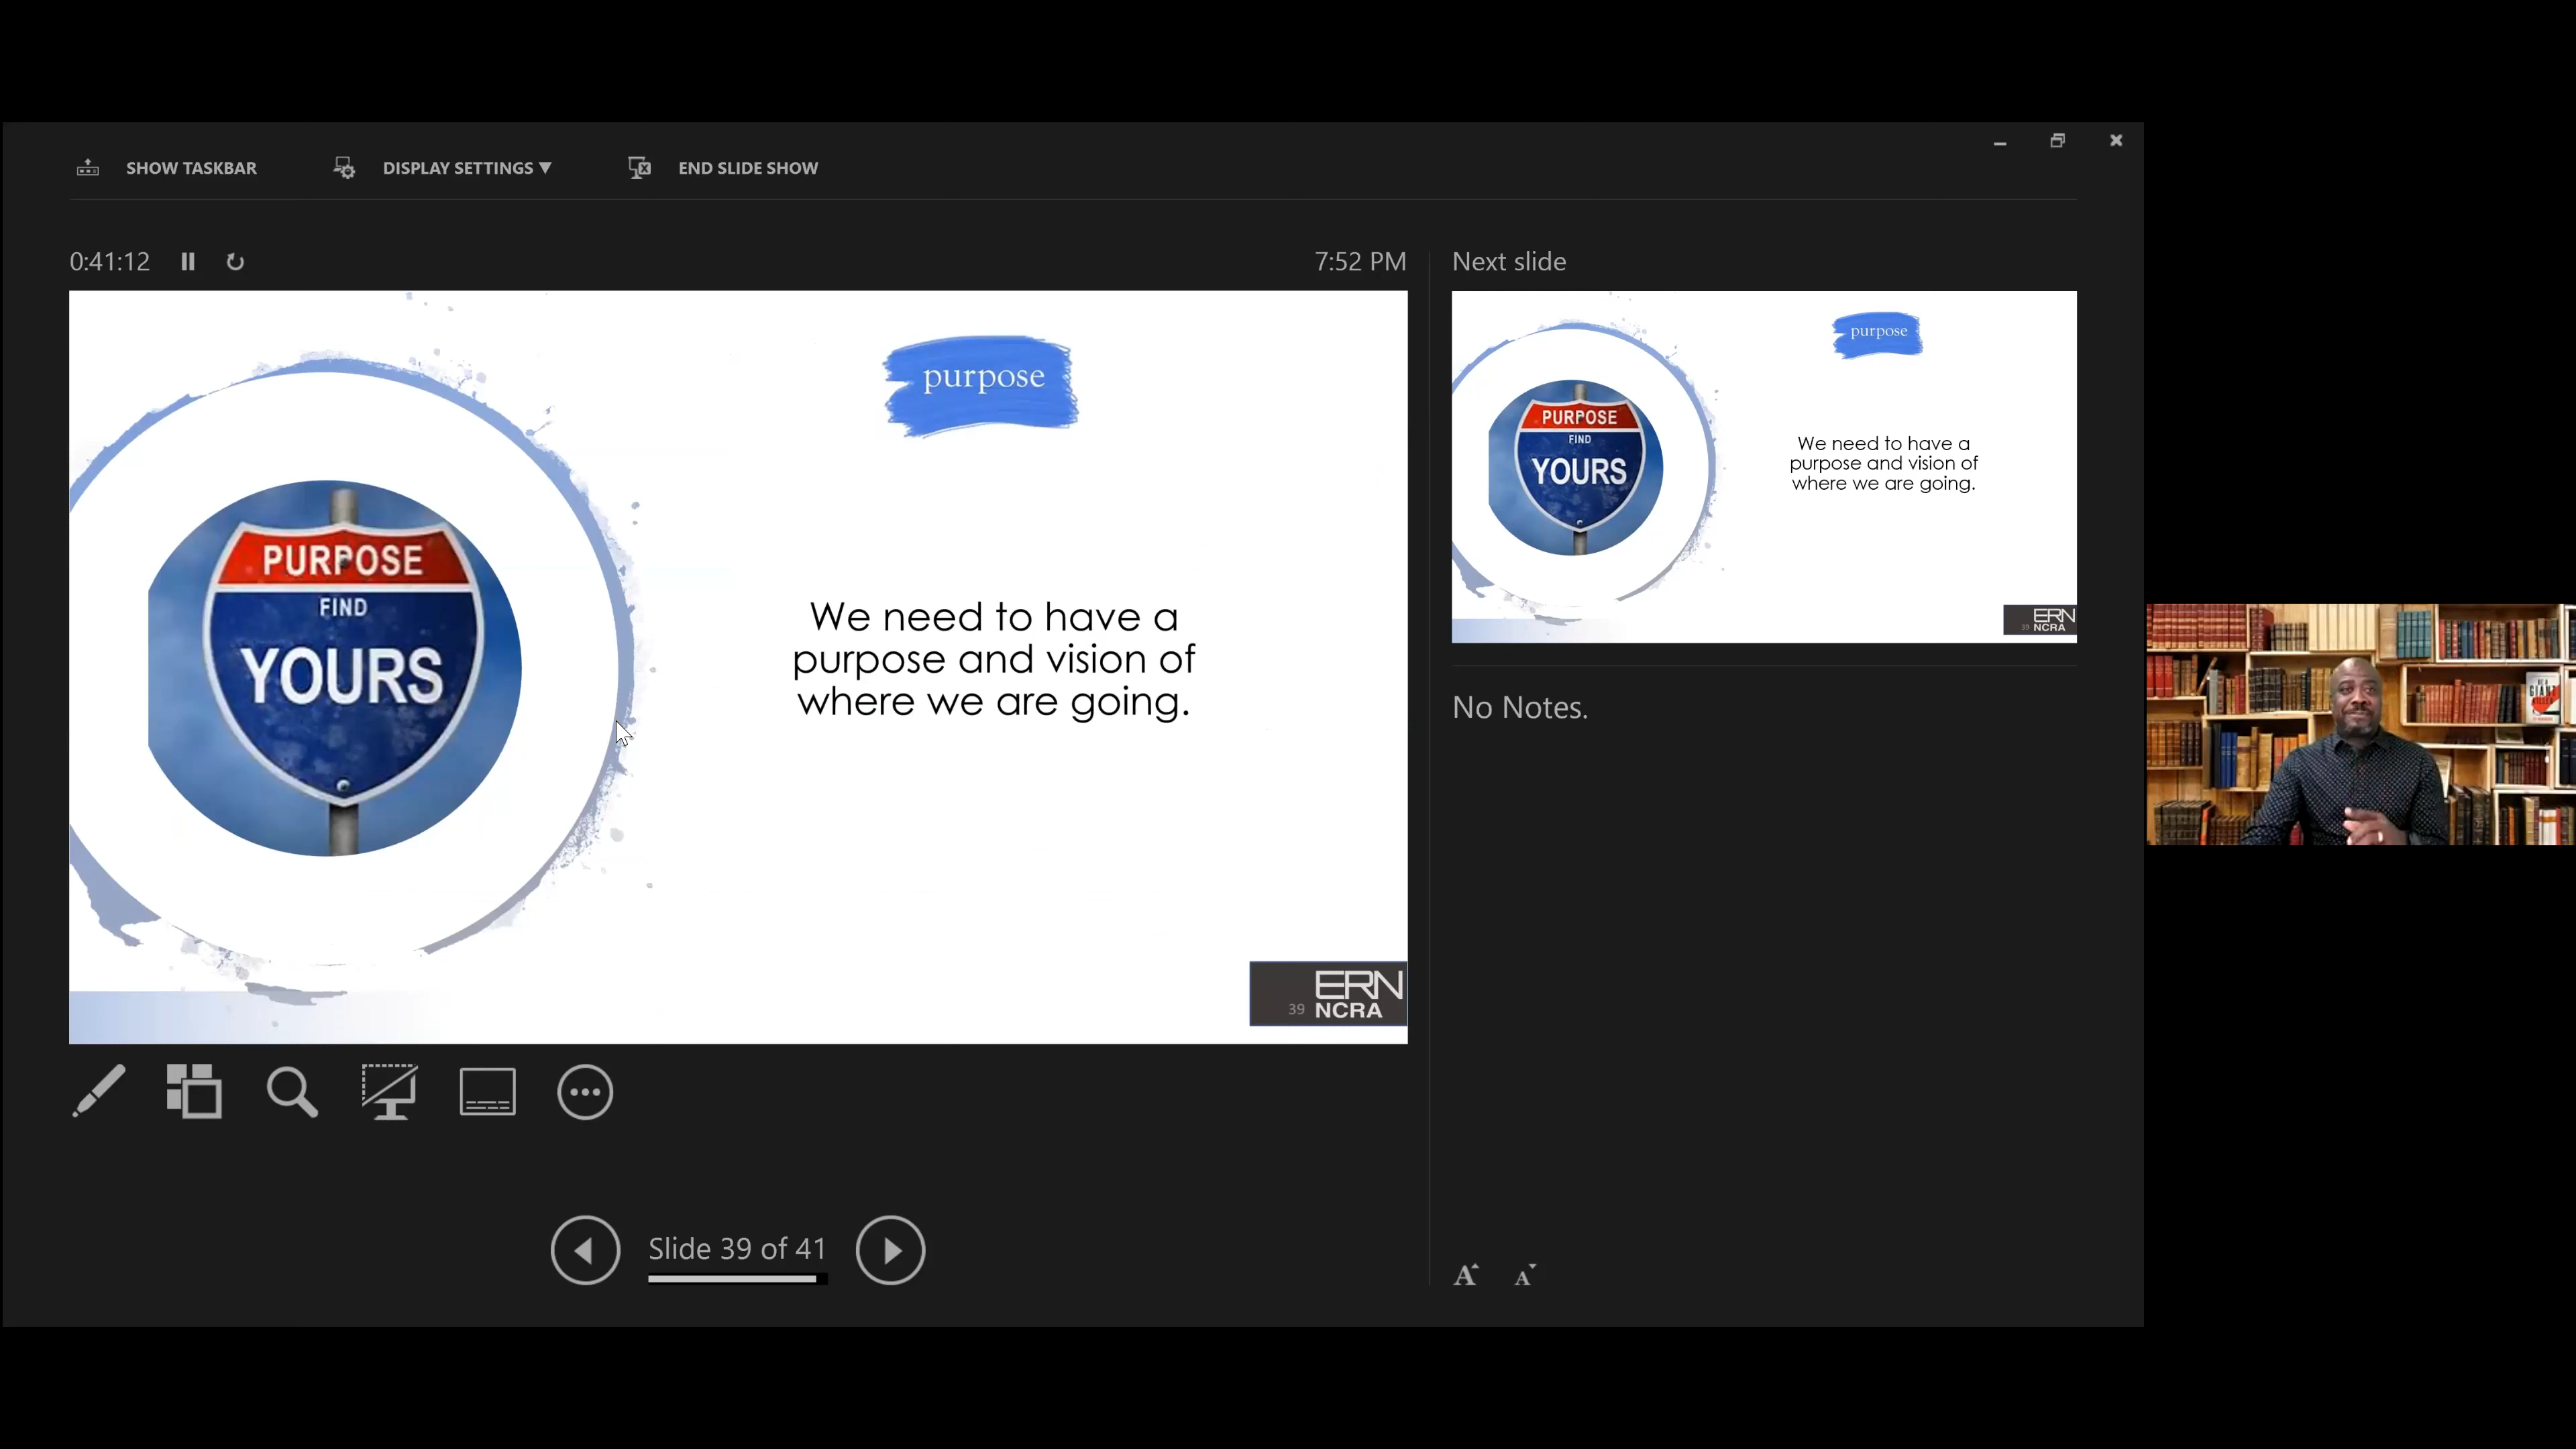 SHOW TASKBAR
DISPLAY SETTINGS ▼
END SLIDE SHOW
0:41:12
7:52 PM
Next slide
purpose
PURPOSE
FIND
YOURS
We need to have a
purpose and vision of
where we are going.
39
ERN
NCRA
purpose
PURPOSE
FIND
YOURS
We need to have a
purpose and vision of
where we are going.
39
ERN
NCRA
No Notes.
GIANT
Slide 39 of 41
A
A